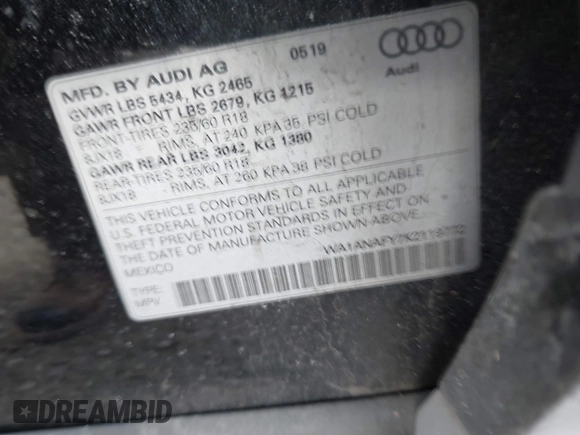 MFD. BY AUDI AG 0519
Audi
GVWR LBS 5434, KG 2465
GAWR FRONT LBS 2679, KG 1215
FRONT-TIRES 235/60 R18
8JX18 RIMS, AT 240 KPA 35 PSI COLD
GAWR REAR LBS 3042, KG 1380
REAR-TIRES 235/60 R18
8JX18 RIMS, AT 260 KPA 38 PSI COLD
THIS VEHICLE CONFORMS TO ALL APPLICABLE
U.S. FEDERAL MOTOR VEHICLE SAFETY AND
THEFT PREVENTION STANDARDS IN EFFECT ON
THE DATE OF MANUFACTURE SHOWN ABOVE.
MEXICO
TYPE:
MPV
DREAMBID